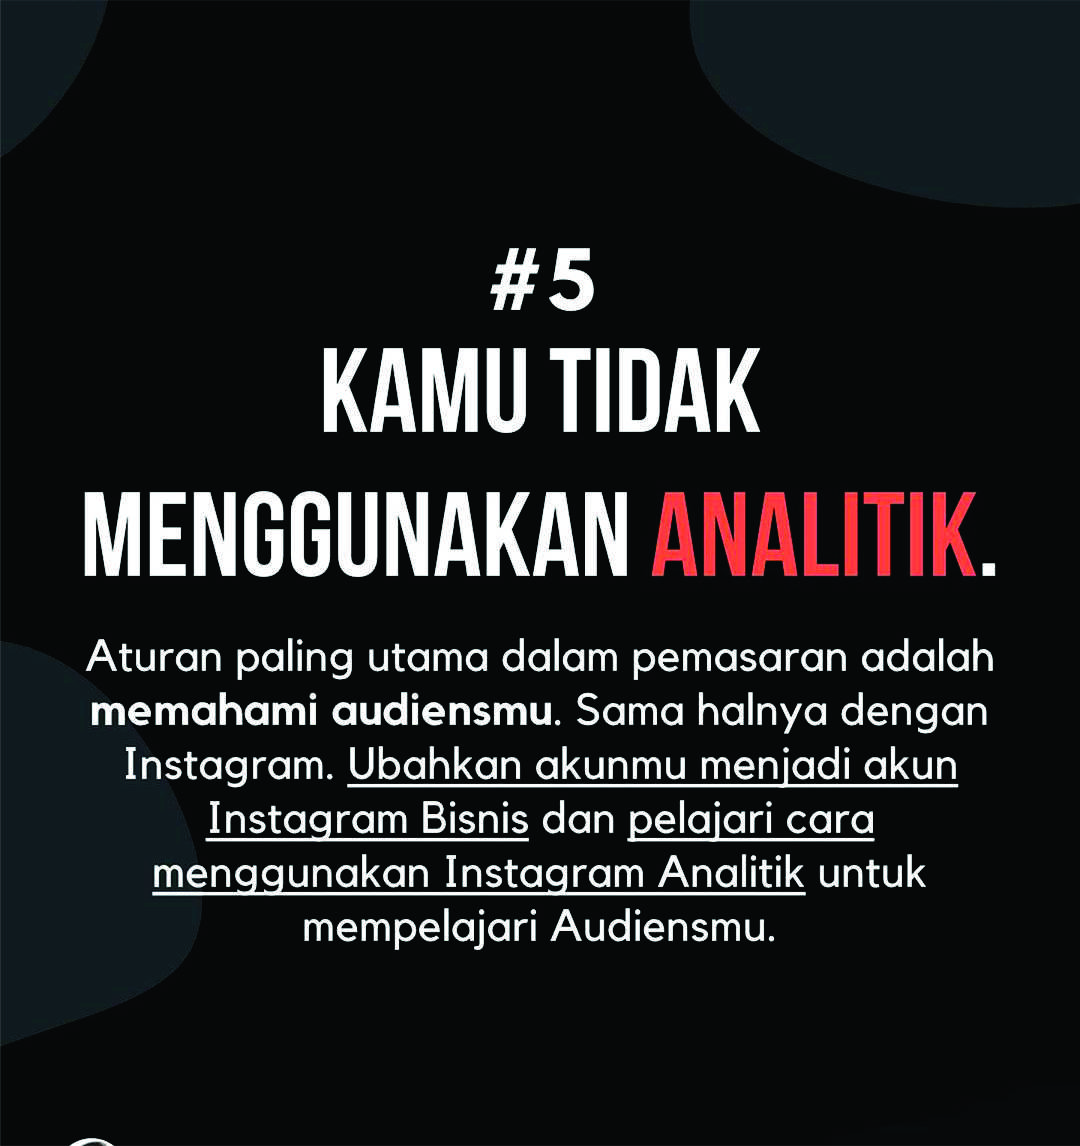 #5
KAMU TIDAK
MENGGUNAKAN ANALITIK.
Aturan paling utama dalam pemasaran adalah
memahami audiensmu. Sama halnya dengan
Instagram. Ubahkan akunmu menjadi akun
Instagram Bisnis dan pelajari cara
menggunakan Instagram Analitik untuk
mempelajari Audiensmu.